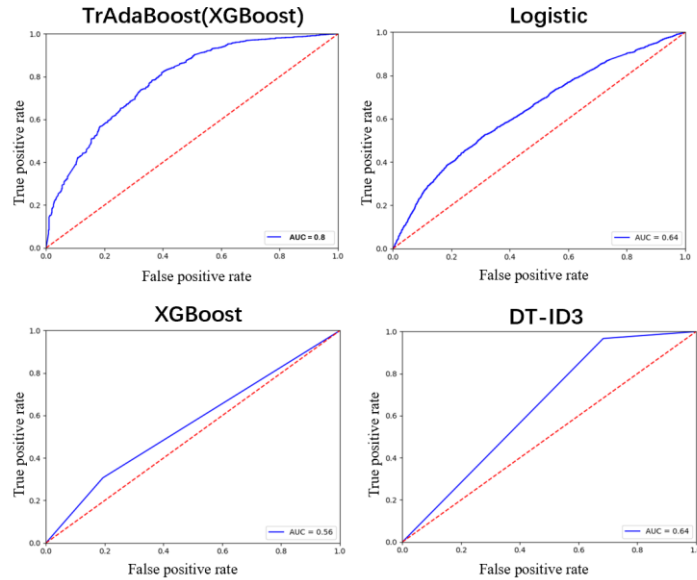 TrAdaBoost(XGBoost)
1.0
0.8
0.6
0.4
0.2
0.0
True positive rate
AUC = 0.8
0.0 0.2 0.4 0.6 0.8 1.0
False positive rate
Logistic
1.0
0.8
0.6
0.4
0.2
0.0
True positive rate
AUC = 0.64
0.0 0.2 0.4 0.6 0.8 1.0
False positive rate
XGBoost
1.0
0.8
0.6
0.4
0.2
0.0
True positive rate
AUC = 0.56
0.0 0.2 0.4 0.6 0.8 1.0
False positive rate
DT-ID3
1.0
0.8
0.6
0.4
0.2
0.0
True positive rate
AUC = 0.64
0.0 0.2 0.4 0.6 0.8 1.
False positive rate